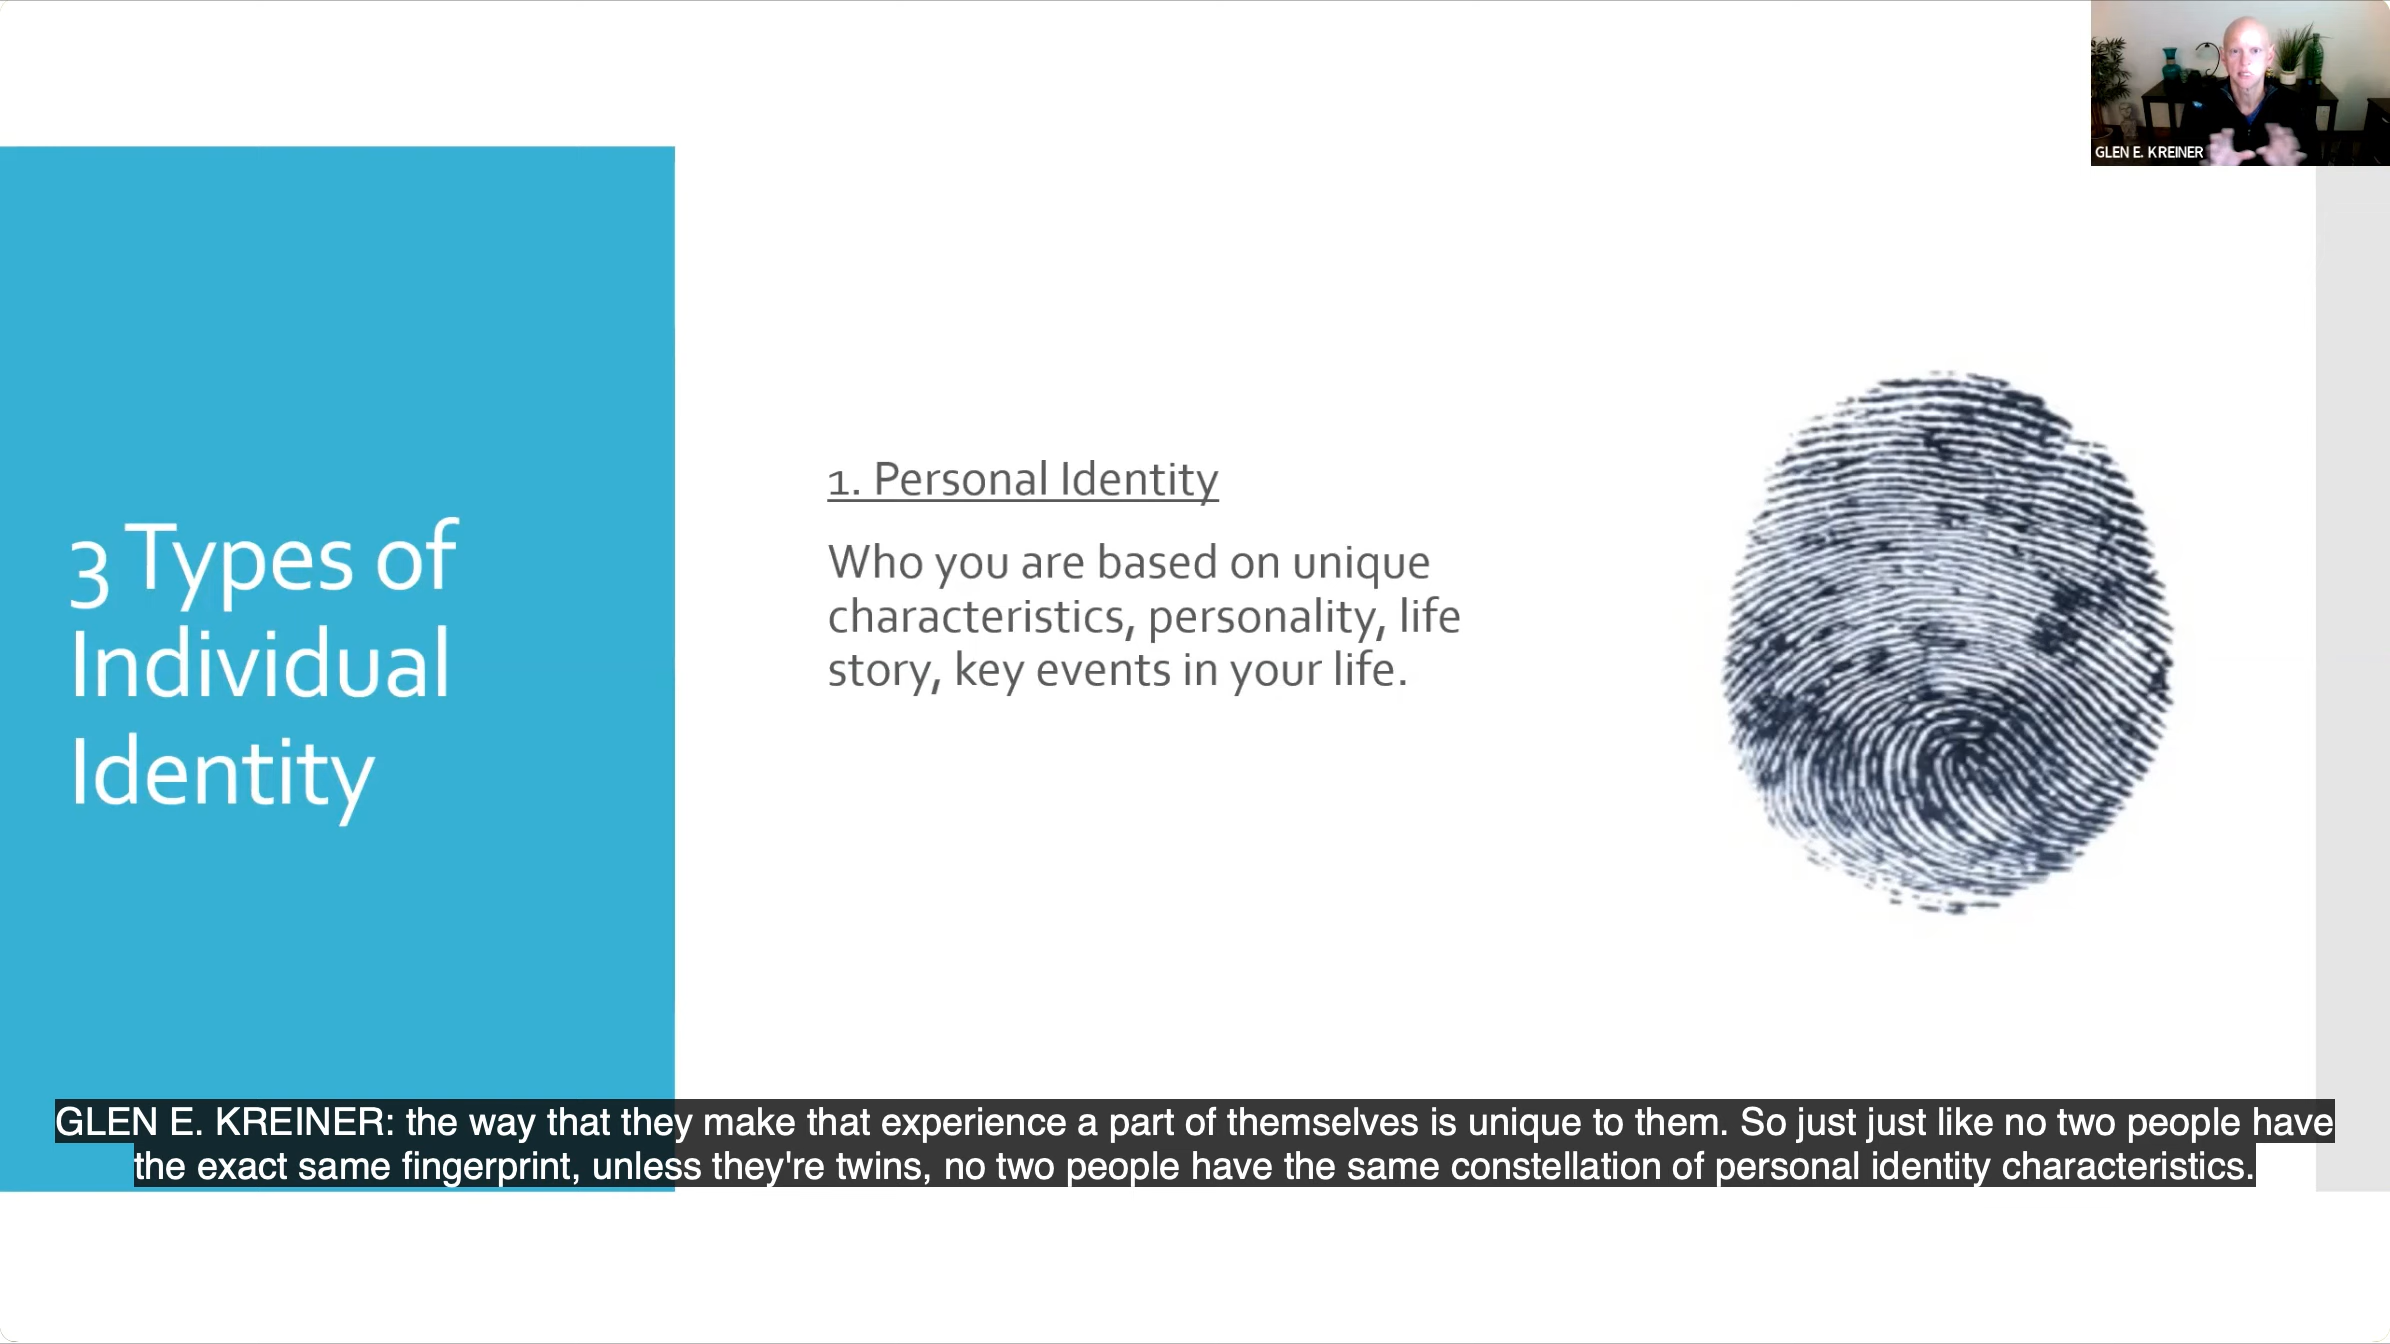 GLEN E. KREINER
3 Types of
Individual
Identity
1. Personal Identity
Who you are based on unique
characteristics, personality, life
story, key events in your life.
GLEN E. KREINER: the way that they make that experience a part of themselves is unique to them. So just just like no two people have
the exact same fingerprint, unless they're twins, no two people have the same constellation of personal identity characteristics.